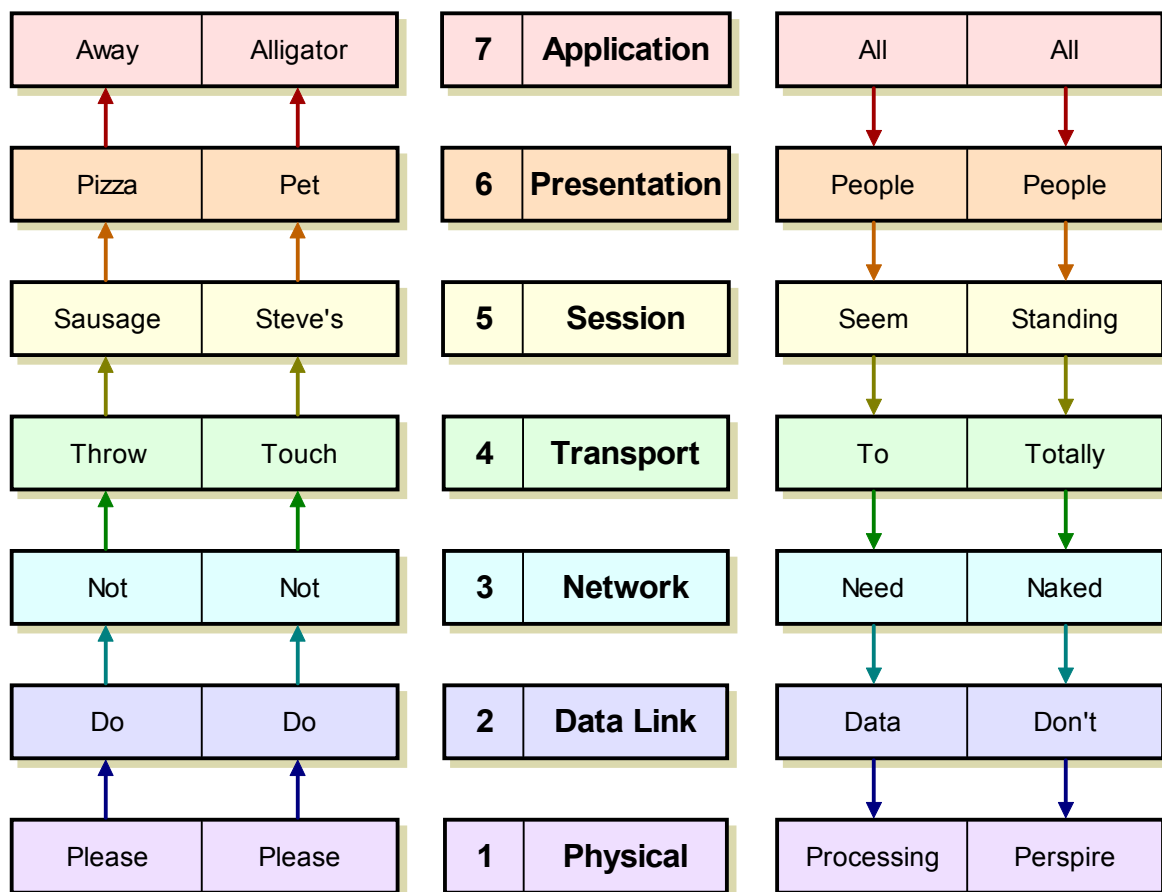 Away Alligator 7 Application All All
Pizza Pet 6 Presentation People People
Sausage Steve's 5 Session Seem Standing
Throw Touch 4 Transport To Totally
Not Not 3 Network Need Naked
Do Do 2 Data Link Data Don't
Please Please 1 Physical Processing Perspire